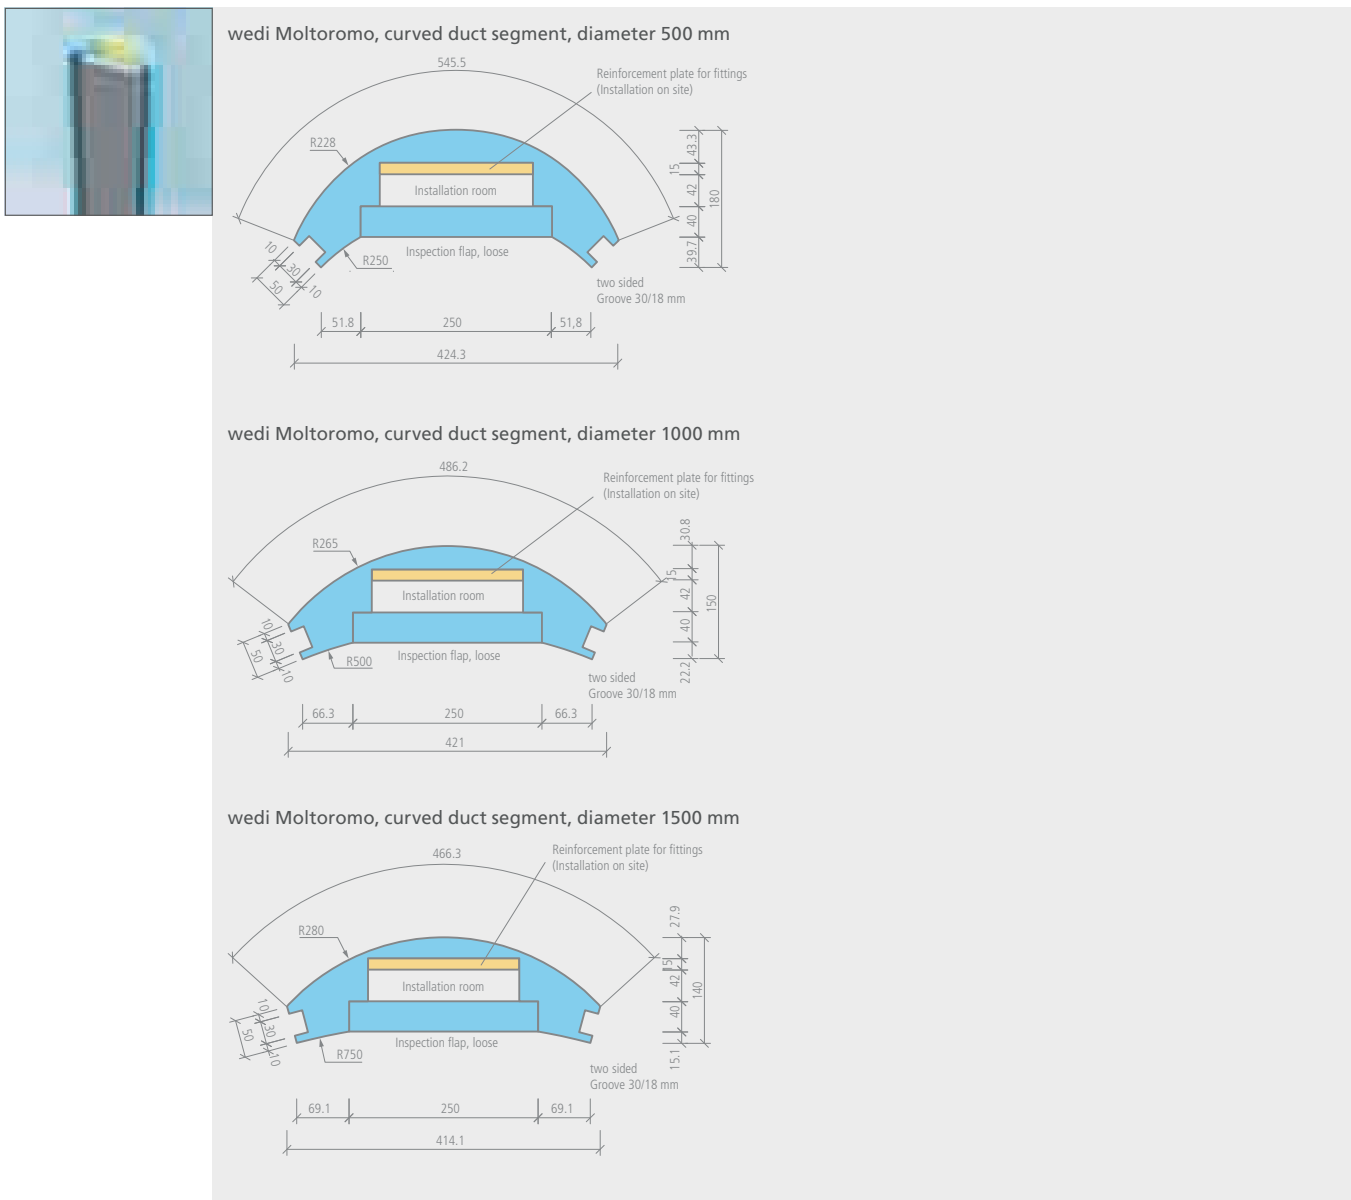 wedi Moltoromo, curved duct segment, diameter 500 mm
545.5
Reinforcement plate for fittings
(Installation on site)
R228
43.3
15
42
180
40
39.7
Installation room
Inspection flap, loose
R250
10
30
50
10
two sided
Groove 30/18 mm
51.8
250
51,8
424.3
wedi Moltoromo, curved duct segment, diameter 1000 mm
486.2
Reinforcement plate for fittings
(Installation on site)
R265
30.8
15
42
150
40
22.2
Installation room
Inspection flap, loose
R500
10
30
50
10
two sided
Groove 30/18 mm
66.3
250
66.3
421
wedi Moltoromo, curved duct segment, diameter 1500 mm
466.3
Reinforcement plate for fittings
(Installation on site)
R280
27.9
15
42
140
40
15.1
Installation room
Inspection flap, loose
R750
10
30
50
10
two sided
Groove 30/18 mm
69.1
250
69.1
414.1